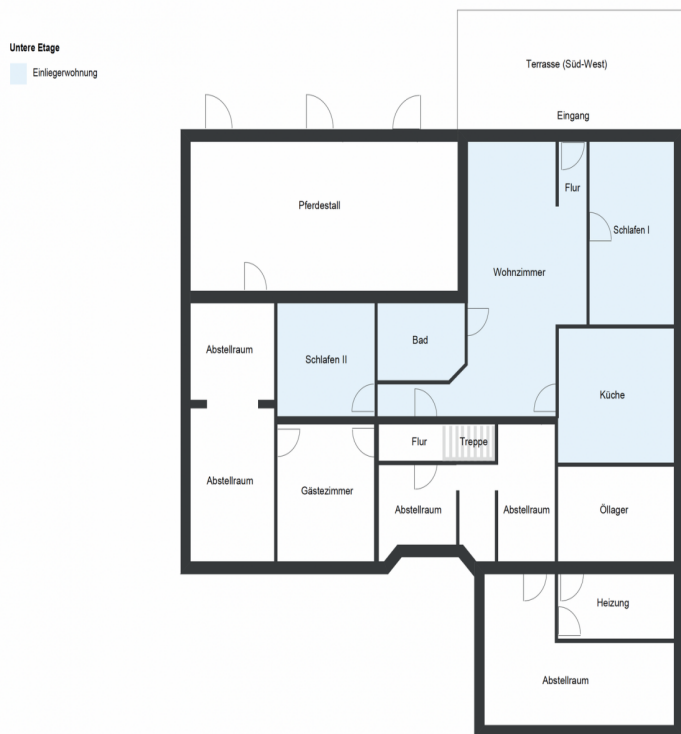 Untere Etage
Einliegerwohnung
Terrasse (Süd-West)
Eingang
Flur
Pferdestall
Schlafen I
Wohnzimmer
Abstellraum
Schlafen II
Bad
Küche
Flur
Treppe
Abstellraum
Gästezimmer
Abstellraum
Abstellraum
Öllager
Heizung
Abstellraum